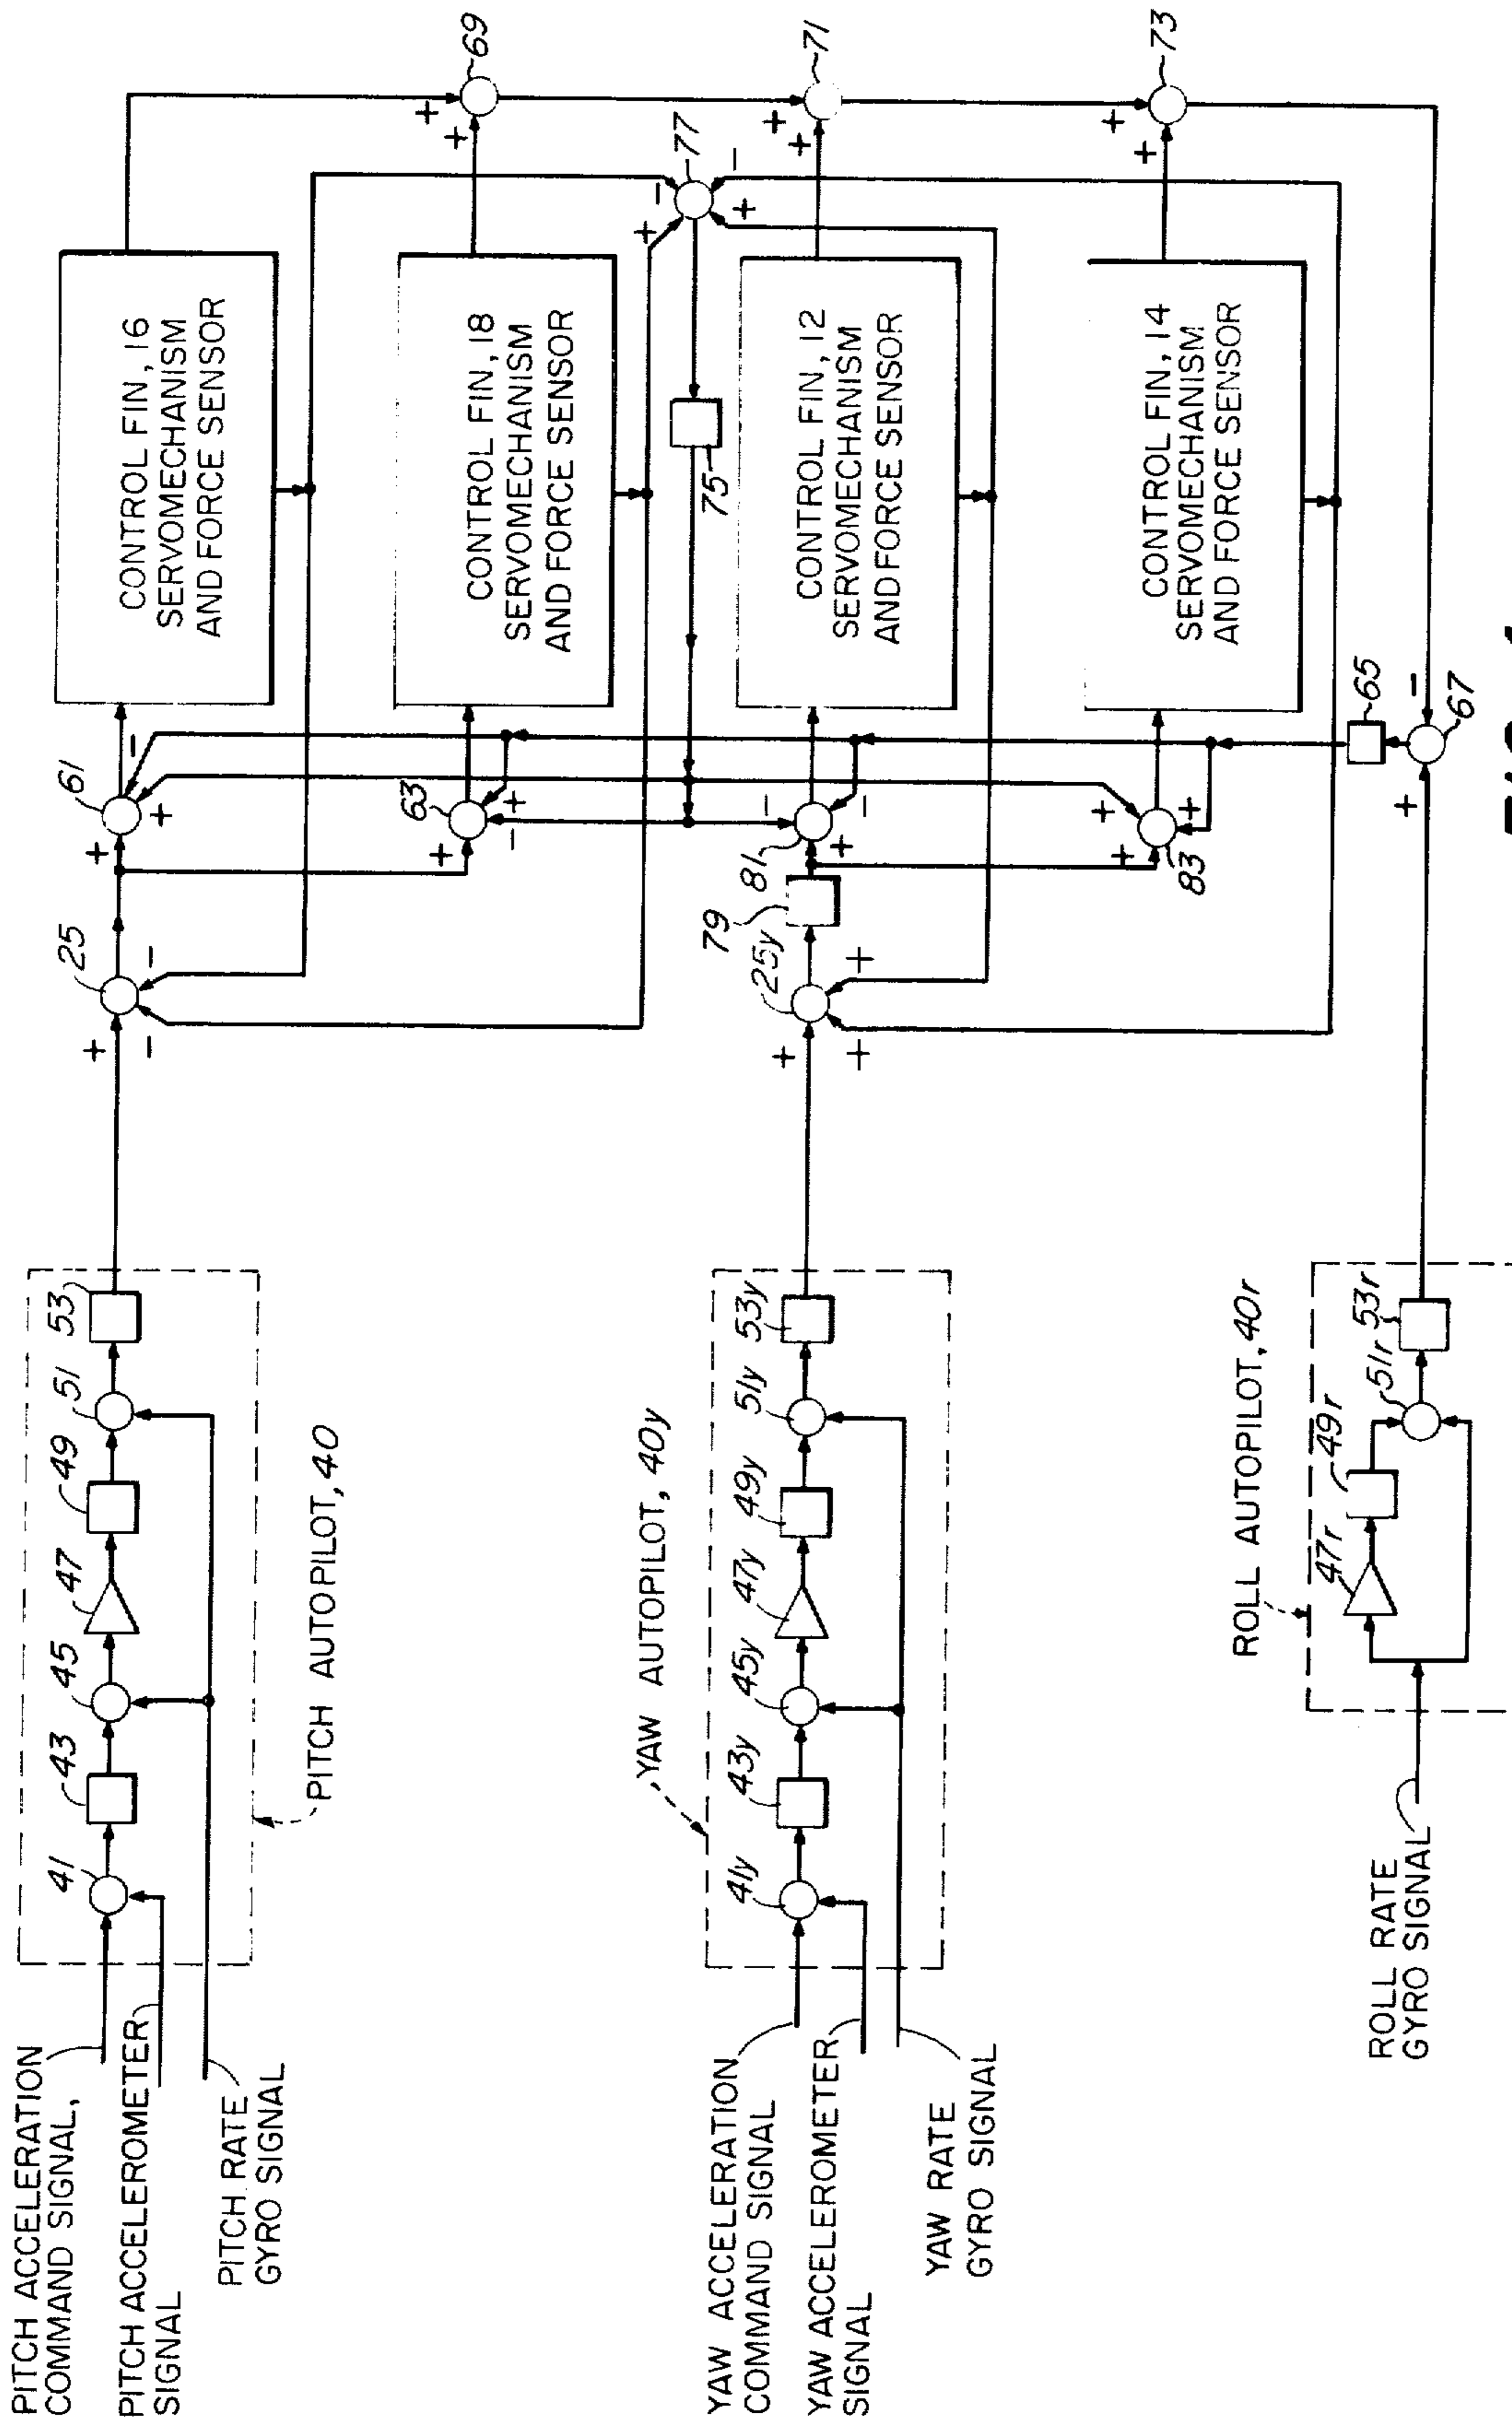 PITCH ACCELERATION
COMMAND SIGNAL,
PITCH ACCELEROMETER
SIGNAL
PITCH RATE
GYRO SIGNAL
41
43
45
47
49
51
53
PITCH AUTOPILOT, 40
25
+
-
-
61
+
+
-
CONTROL FIN, 16
SERVOMECHANISM
AND FORCE SENSOR
69
+
+
63
+
-
+
CONTROL FIN, 18
SERVOMECHANISM
AND FORCE SENSOR
77
+
-
+
-
75
YAW ACCELERATION
COMMAND SIGNAL
YAW ACCELEROMETER
SIGNAL
YAW RATE
GYRO SIGNAL
YAW AUTOPILOT, 40y
41y
43y
45y
47y
49y
51y
53y
25y
+
+
+
79
81
+
-
-
CONTROL FIN, 12
SERVOMECHANISM
AND FORCE SENSOR
71
+
+
83
+
+
+
CONTROL FIN, 14
SERVOMECHANISM
AND FORCE SENSOR
73
+
+
ROLL RATE
GYRO SIGNAL
ROLL AUTOPILOT, 40r
47r
49r
51r
53r
65
67
+
-